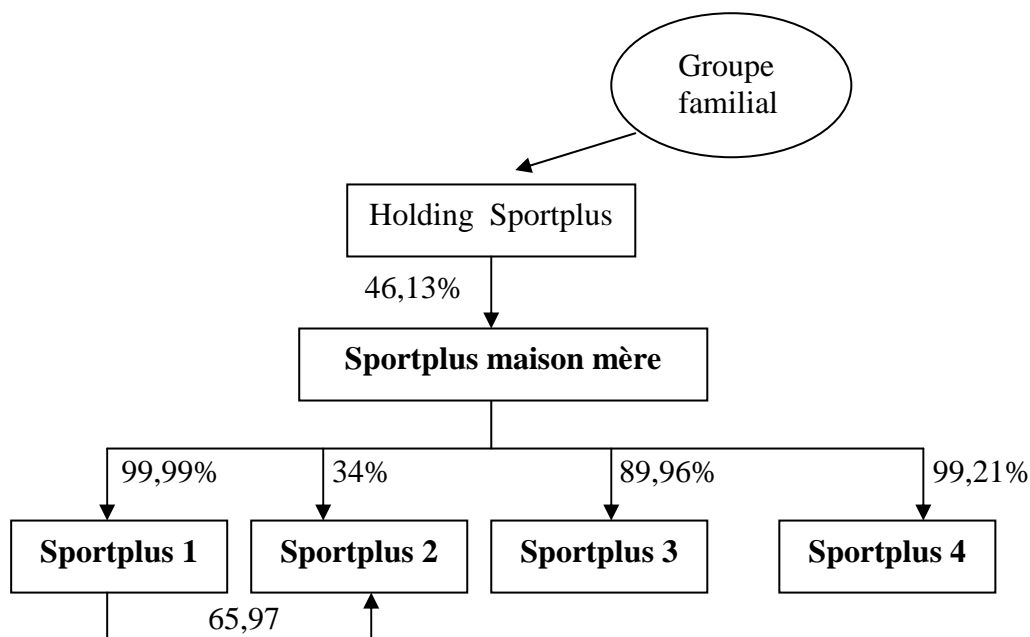 Groupe
familial
Holding Sportplus
46,13%
Sportplus maison mère
99,99%
34%
89,96%
99,21%
Sportplus 1
Sportplus 2
Sportplus 3
Sportplus 4
65,97